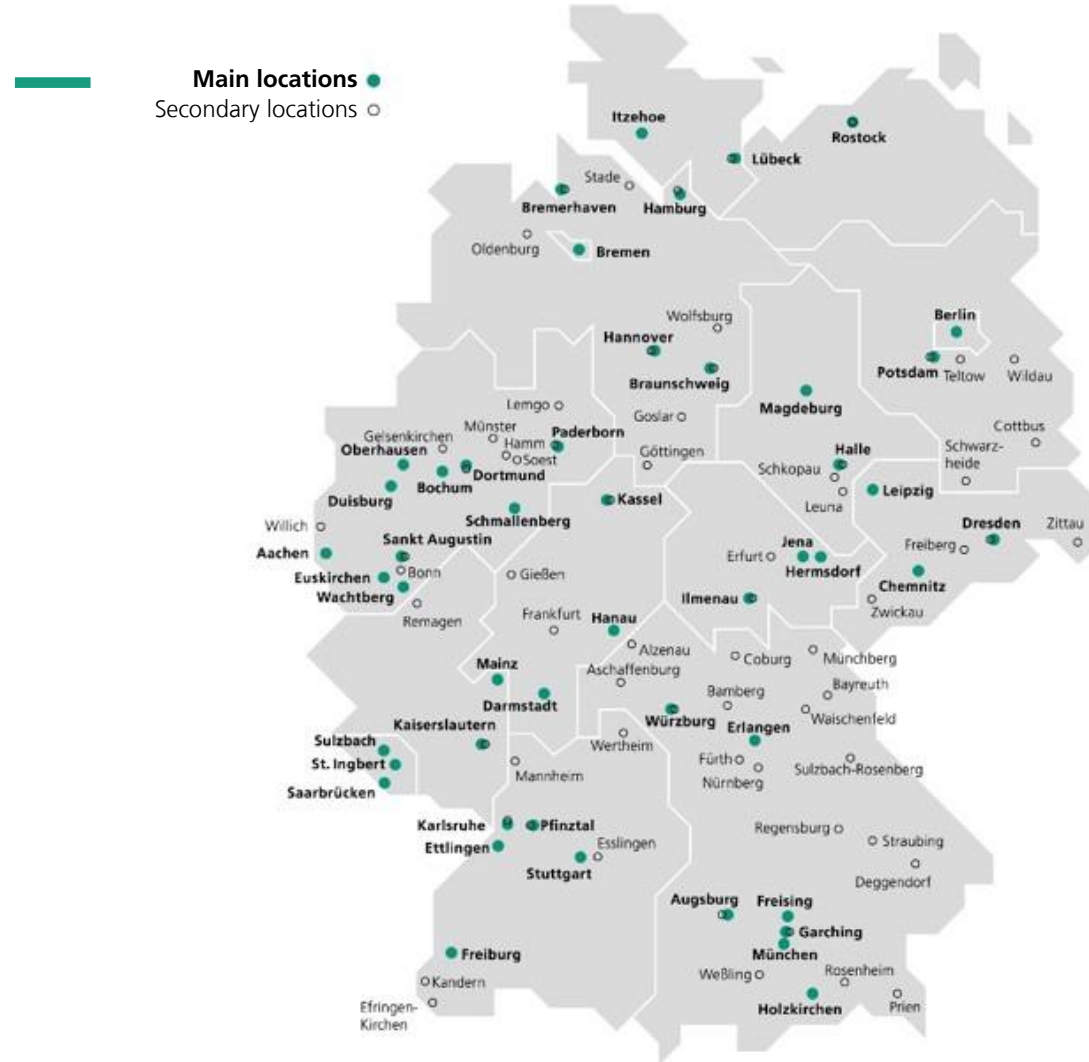 Main locations
Secondary locations
Itzehoe
Rostock
Lübeck
Stade
Bremerhaven
Hamburg
Oldenburg
Bremen
Wolfsburg
Berlin
Hannover
Potsdam
Teltow
Wildau
Braunschweig
Magdeburg
Lemgo
Goslar
Cottbus
Münster
Gelsenkirchen
Hamm
Paderborn
Oberhausen
Soest
Göttingen
Halle
Schwarz-
heide
Dortmund
Schkopau
Bochum
Duisburg
Leuna
Leipzig
Kassel
Schmallenberg
Willich
Dresden
Zittau
Sankt Augustin
Jena
Aachen
Erfurt
Freiberg
Hermsdorf
Bonn
Gießen
Euskirchen
Chemnitz
Wachtberg
Ilmenau
Zwickau
Remagen
Frankfurt
Hanau
Alzenau
Coburg
Münchberg
Mainz
Aschaffenburg
Bayreuth
Bamberg
Darmstadt
Waischenfeld
Kaiserslautern
Würzburg
Erlangen
Sulzbach
Wertheim
St. Ingbert
Fürth
Mannheim
Sulzbach-Rosenberg
Nürnberg
Saarbrücken
Karlsruhe
Pfinztal
Regensburg
Ettlingen
Esslingen
Straubing
Stuttgart
Deggendorf
Augsburg
Freising
Garching
Freiburg
München
Weßling
Rosenheim
Kandern
Holzkirchen
Prien
Efringen-
Kirchen